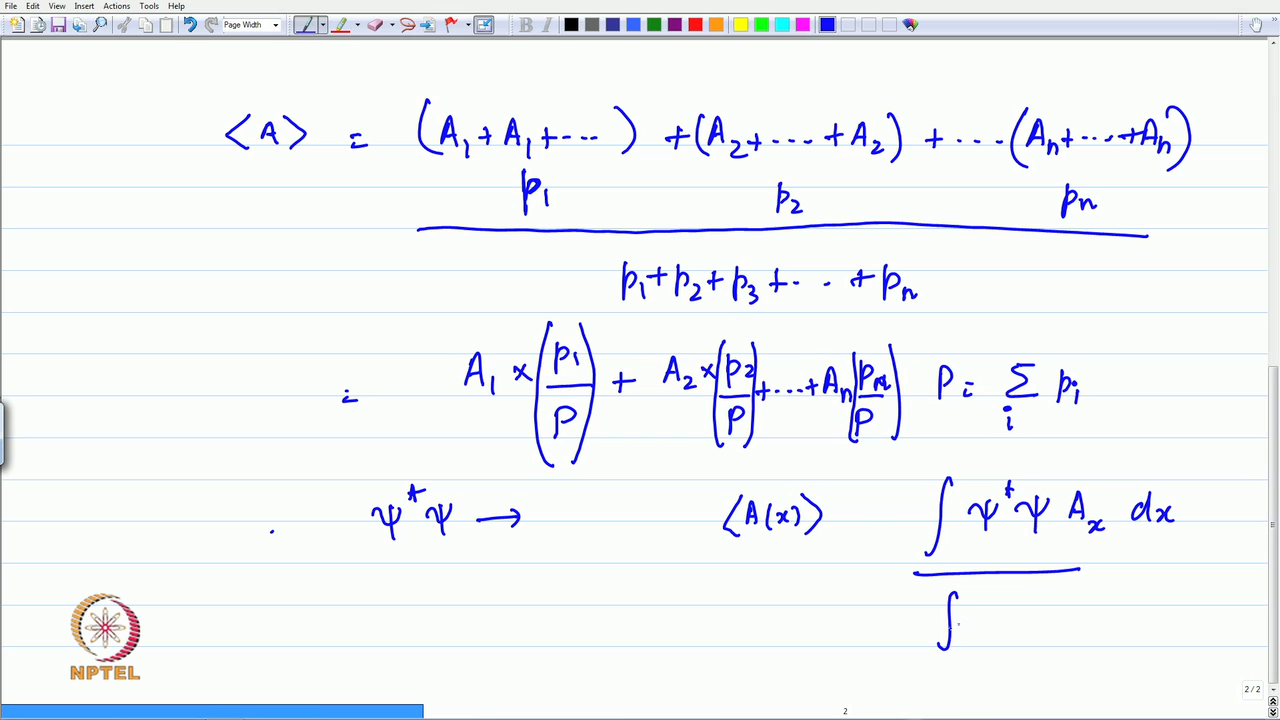 File Edit View Insert Actions Tools Help
Page Width
B I
⟨A⟩ = (A₁ + A₁ + ---- ) + (A₂ + ---- + A₂) + .... (Aₙ + ---- + Aₙ)
p₁ p₂ pₙ
p₁ + p₂ + p₃ + -- . . + pₙ
= A₁ × (p₁/P) + A₂ × (p₂/P) + ---- + Aₙ (pₙ/P) P = ∑ᵢ pᵢ
ψ*ψ → ⟨A(x)⟩ ∫ ψ*ψ Aₓ dx
∫
NPTEL
2 / 2
2